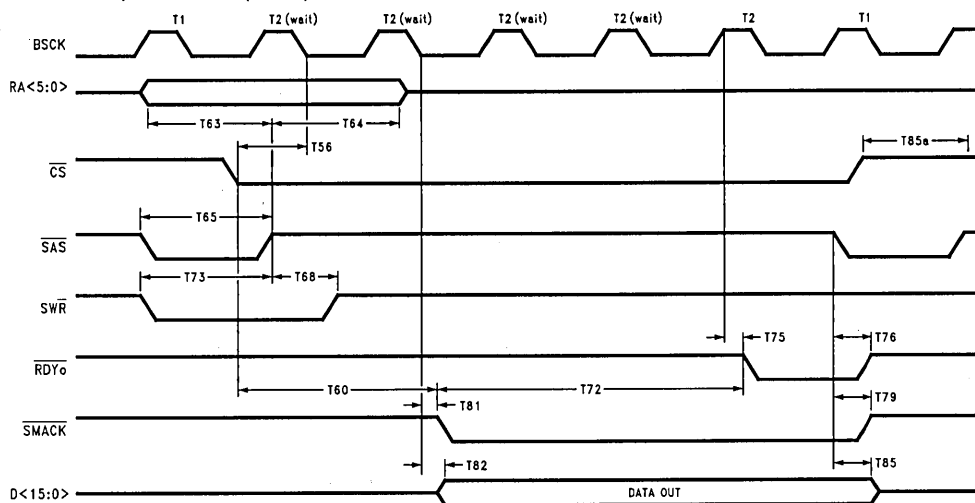 T1 T2 (wait) T2 (wait) T2 (wait) T2 (wait) T2 T1
BSCK
RA<5:0>
T63 T64
T56
T85a
CS
T65
SAS
T73 T68
SWR
T75 T76
RDYo
T60 T72
T81 T79
SMACK
T82 T85
D<15:0> DATA OUT